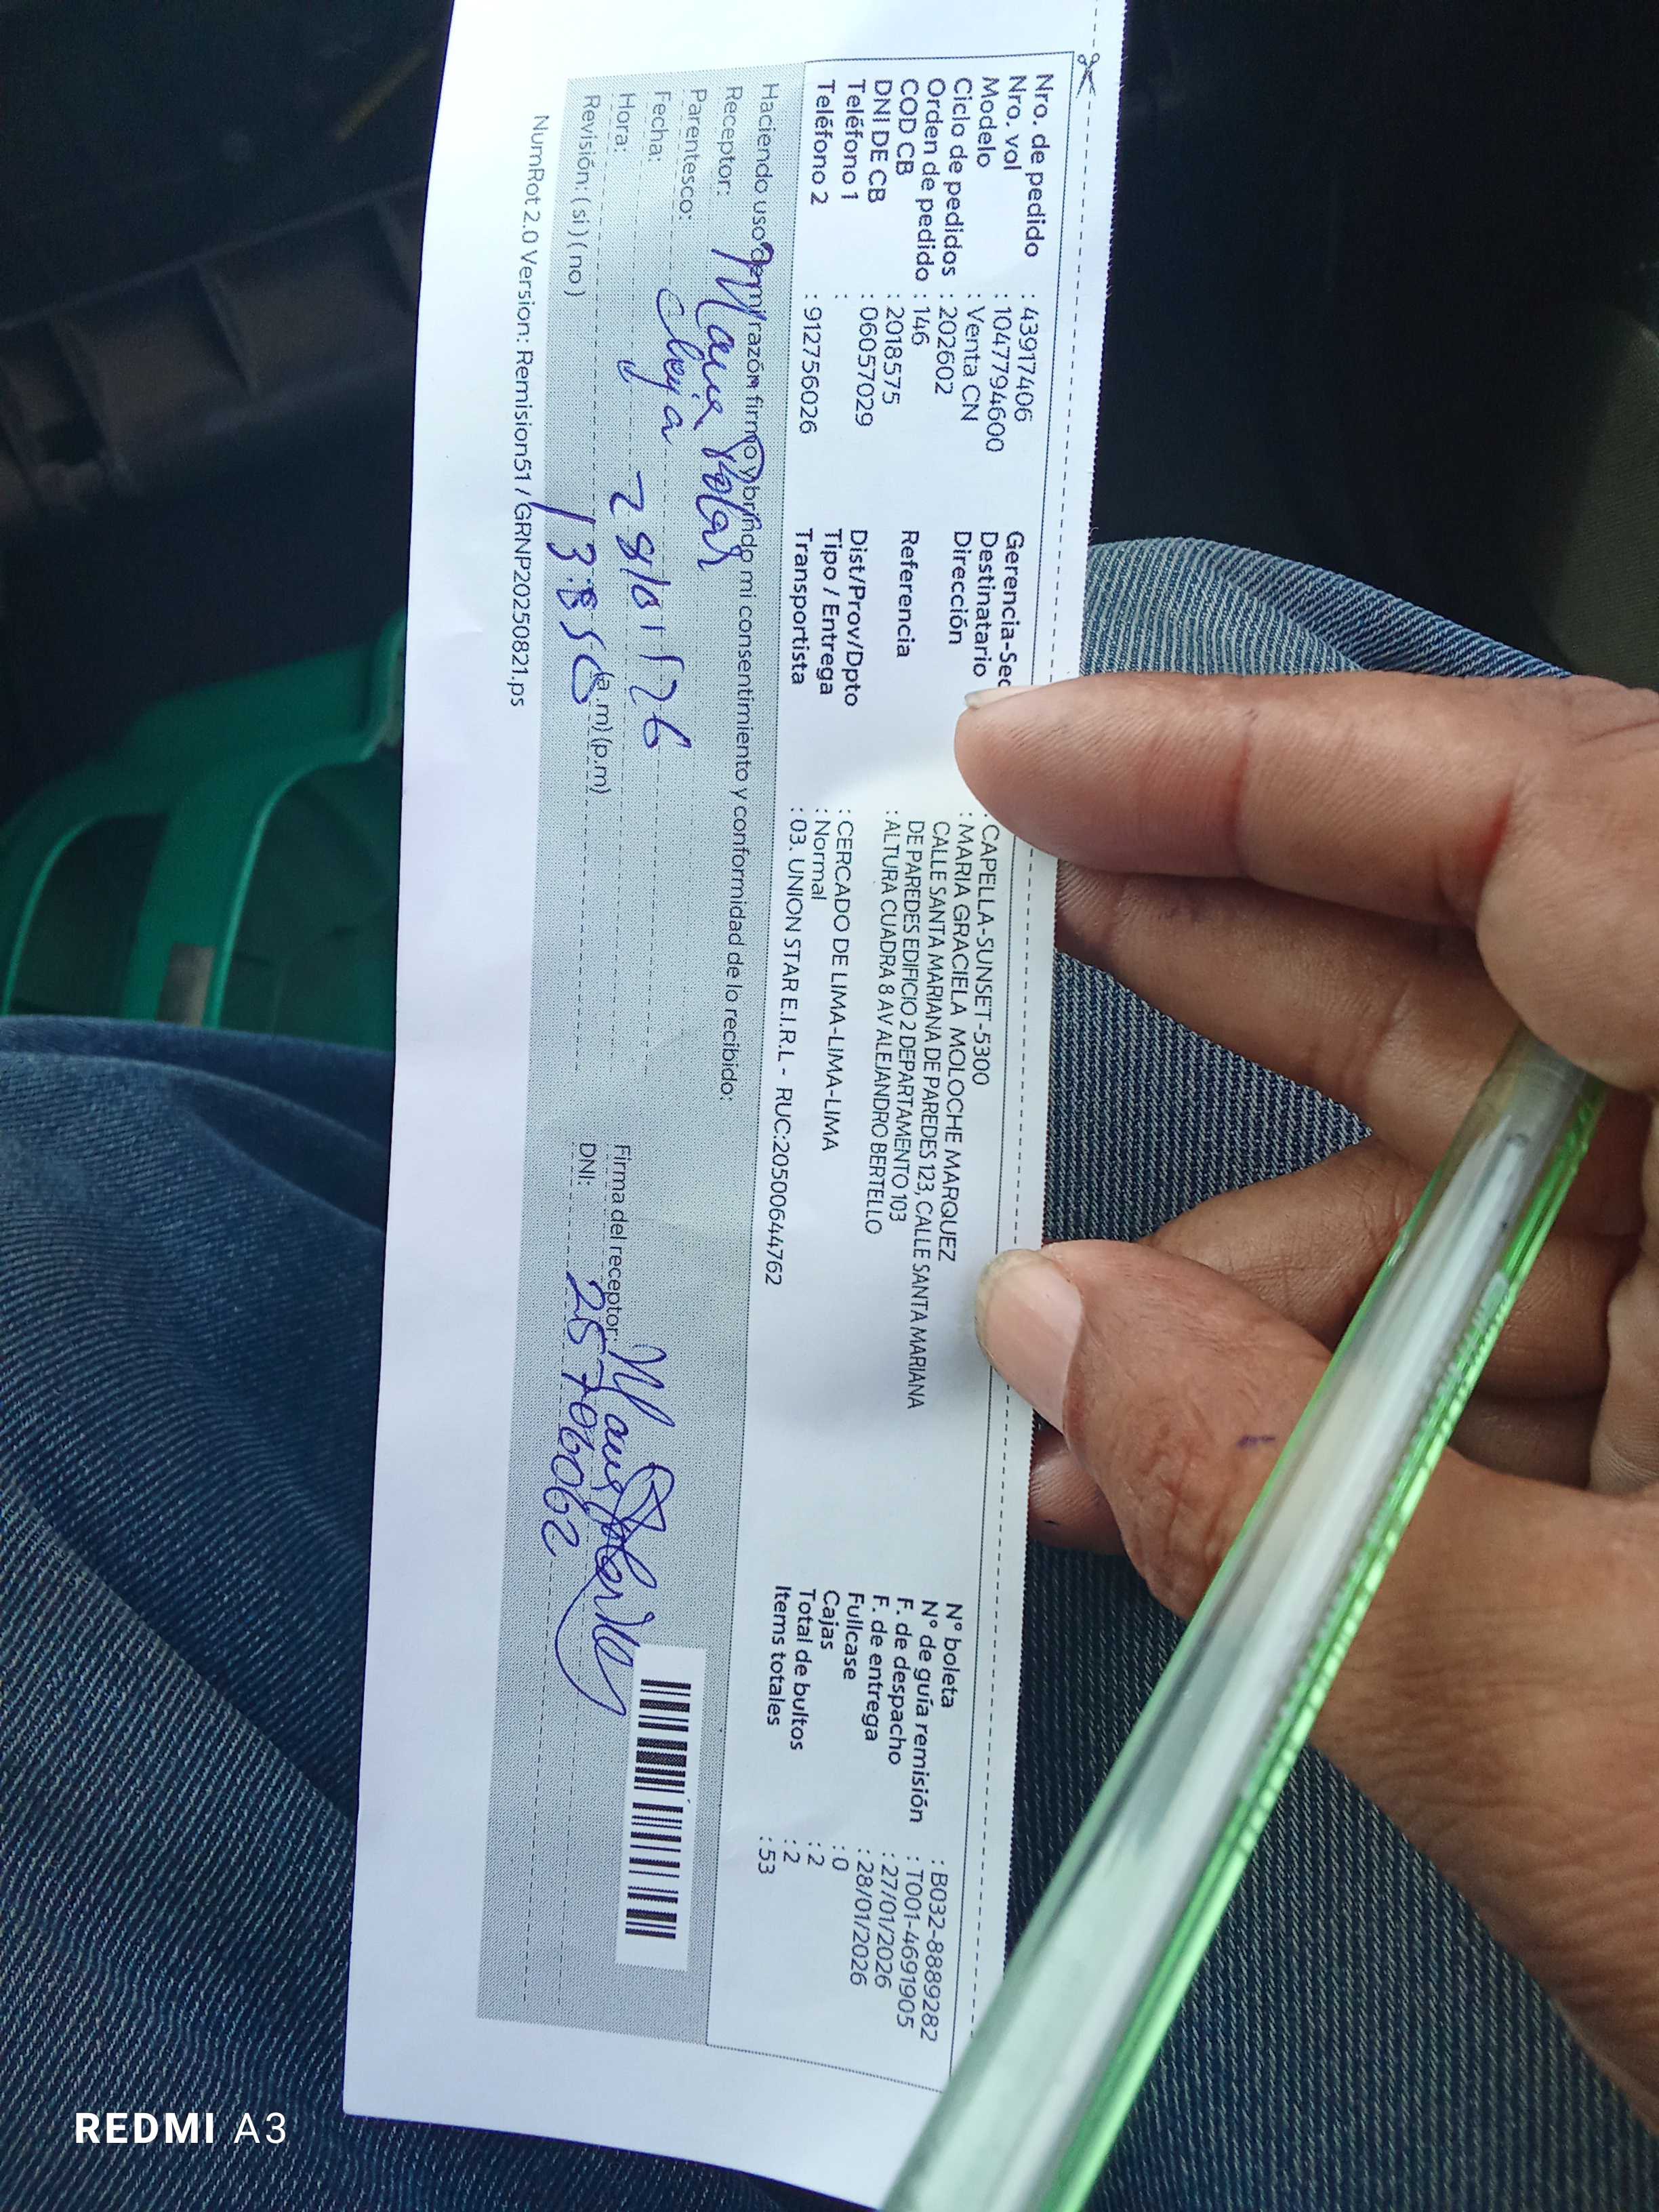 Nro. de pedido : 43917406
Nro. vol : 1047794600
Modelo : Venta CN
Ciclo de pedidos : 202602
Orden de pedido : 146
COD CB : 2018575
DNI DE CB : 06057029
Teléfono 1 :
Teléfono 2 : 912756026
Gerencia-Sec : CAPELLA-SUNSET-5300
Destinatario : MARIA GRACIELA MOLOCHE MARQUEZ
Dirección CALLE SANTA MARIANA DE PAREDES 123, CALLE SANTA MARIANA
DE PAREDES EDIFICIO 2 DEPARTAMENTO 103
Referencia : ALTURA CUADRA 8 AV ALEJANDRO BERTELLO
Dist/Prov/Dpto : CERCADO DE LIMA-LIMA-LIMA
Tipo / Entrega : Normal
Transportista : 03. UNION STAR E.I.R.L - RUC:20500644762
N° boleta : B032-8889282
N° de guía remisión : T001-4691905
F. de despacho : 27/01/2026
F. de entrega : 28/01/2026
Fullcase : 0
Cajas : 2
Total de bultos : 2
Items totales : 53
Haciendo uso de mi razón firmo y brindo mi consentimiento y conformidad de lo recibido:
Receptor: Maria Polar
Parentesco:
Fecha: 28/01/26
Hora: (a.m) (p.m)
Revisión: ( si ) ( no )
Firma del receptor:
DNI: 25706062
NumRot 2.0 Version: Remision51 / GRNP20250821.ps
REDMI A3